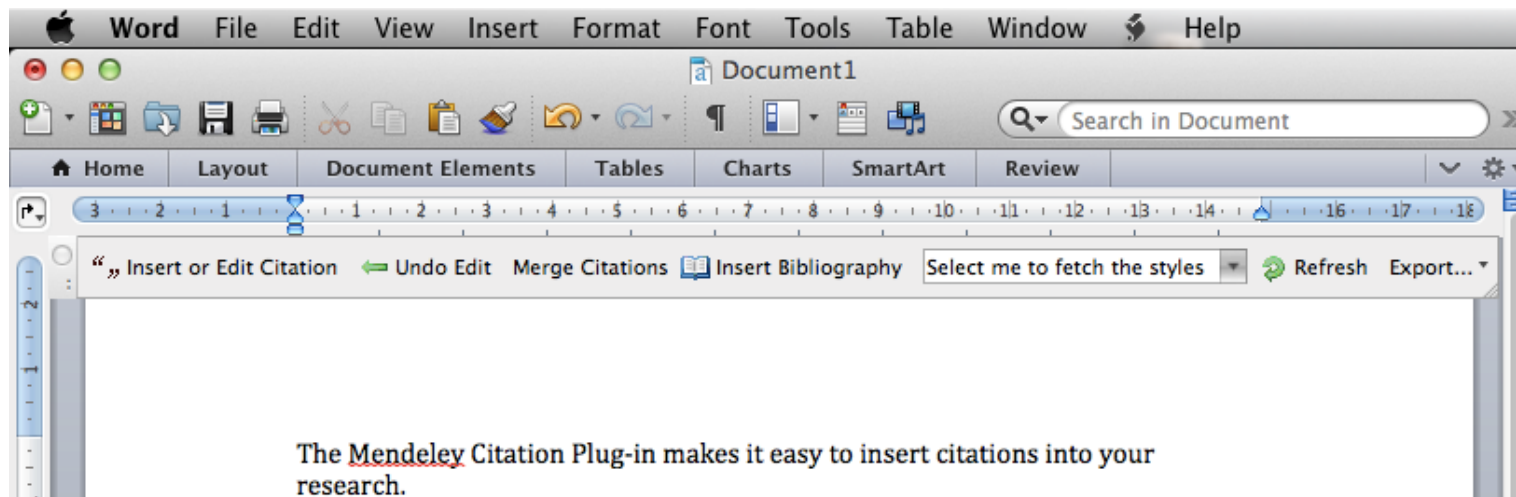 Word File Edit View Insert Format Font Tools Table Window Help
Document1
Search in Document
Home Layout Document Elements Tables Charts SmartArt Review
3 2 1 1 2 3 4 5 6 7 8 9 10 11 12 13 14 16 17 18
“ „ Insert or Edit Citation Undo Edit Merge Citations Insert Bibliography Select me to fetch the styles Refresh Export...
2
1
The Mendeley Citation Plug-in makes it easy to insert citations into your
research.